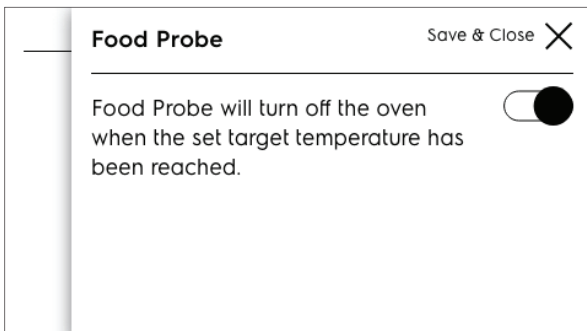 Food Probe
Save & Close
Food Probe will turn off the oven
when the set target temperature has
been reached.